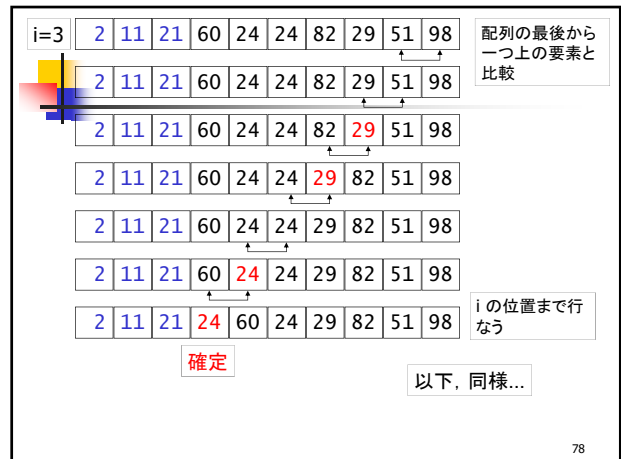 i=3
2 11 21 60 24 24 82 29 51 98
配列の最後から
一つ上の要素と
比較
2 11 21 60 24 24 82 29 51 98
2 11 21 60 24 24 82 29 51 98
2 11 21 60 24 24 29 82 51 98
2 11 21 60 24 24 29 82 51 98
2 11 21 60 24 24 29 82 51 98
2 11 21 24 60 24 29 82 51 98
i の位置まで行
なう
確定
以下, 同様...
78